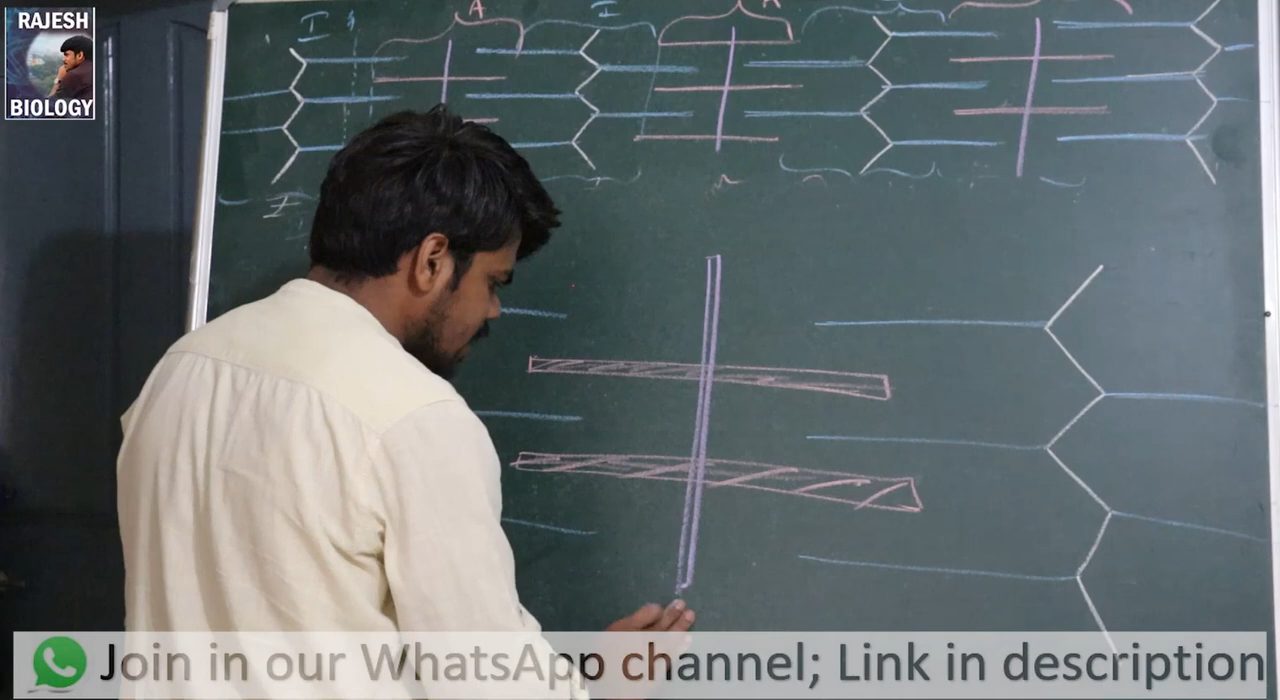 RAJESH
BIOLOGY
I A I A
I
Join in our WhatsApp channel; Link in description